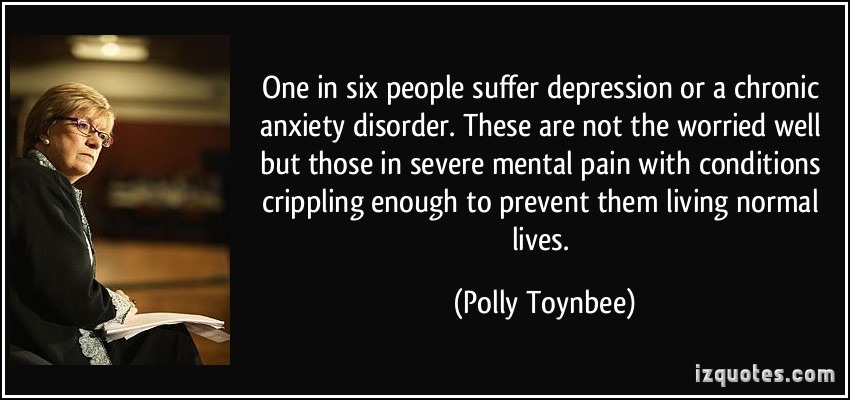 One in six people suffer depression or a chronic
anxiety disorder. These are not the worried well
but those in severe mental pain with conditions
crippling enough to prevent them living normal
lives.
(Polly Toynbee)
izquotes.com